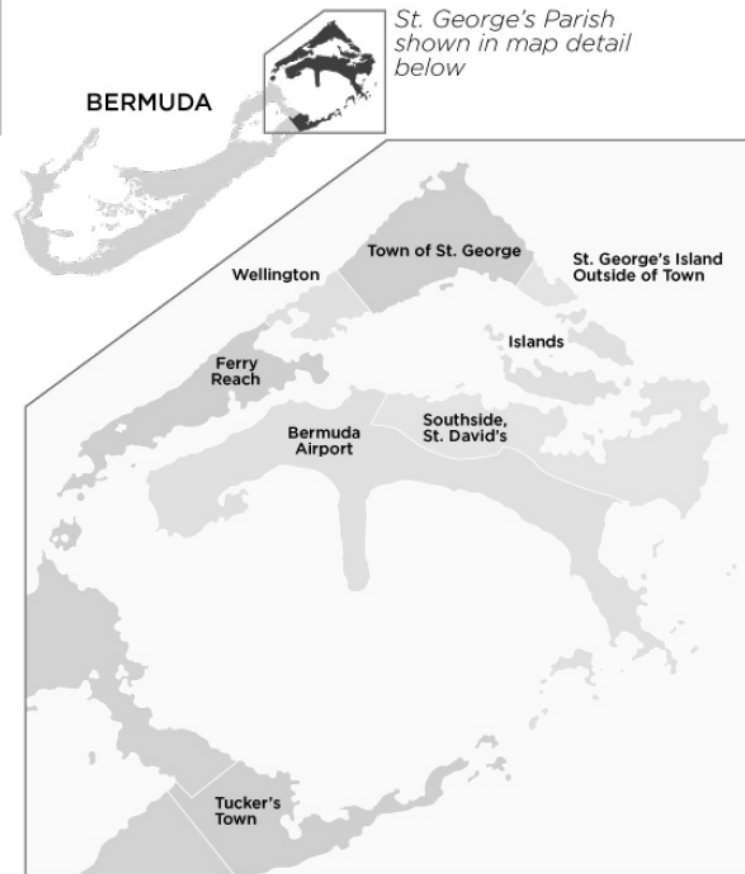 St. George's Parish
shown in map detail
below
BERMUDA
Town of St. George
St. George's Island
Outside of Town
Wellington
Islands
Ferry
Reach
Southside,
St. David's
Bermuda
Airport
Tucker's
Town